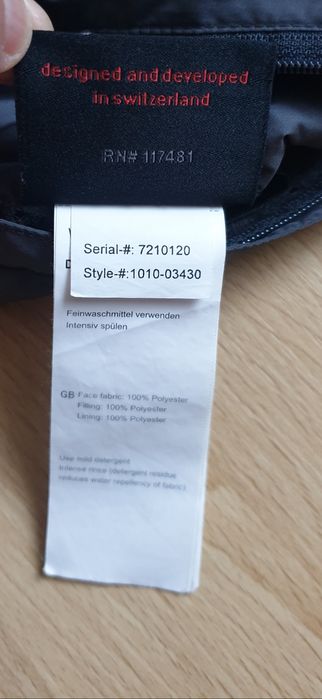 designed and developed
in switzerland
RN# 117481
Serial-#: 7210120
Style-#:1010-03430
Feinwaschmittel verwenden
Intensiv spülen
GB Face fabric: 100% Polyester
Filling: 100% Polyester
Lining: 100% Polyester
Use mild detergent
Intense rinse (detergent residue
reduces water repellency of fabric)